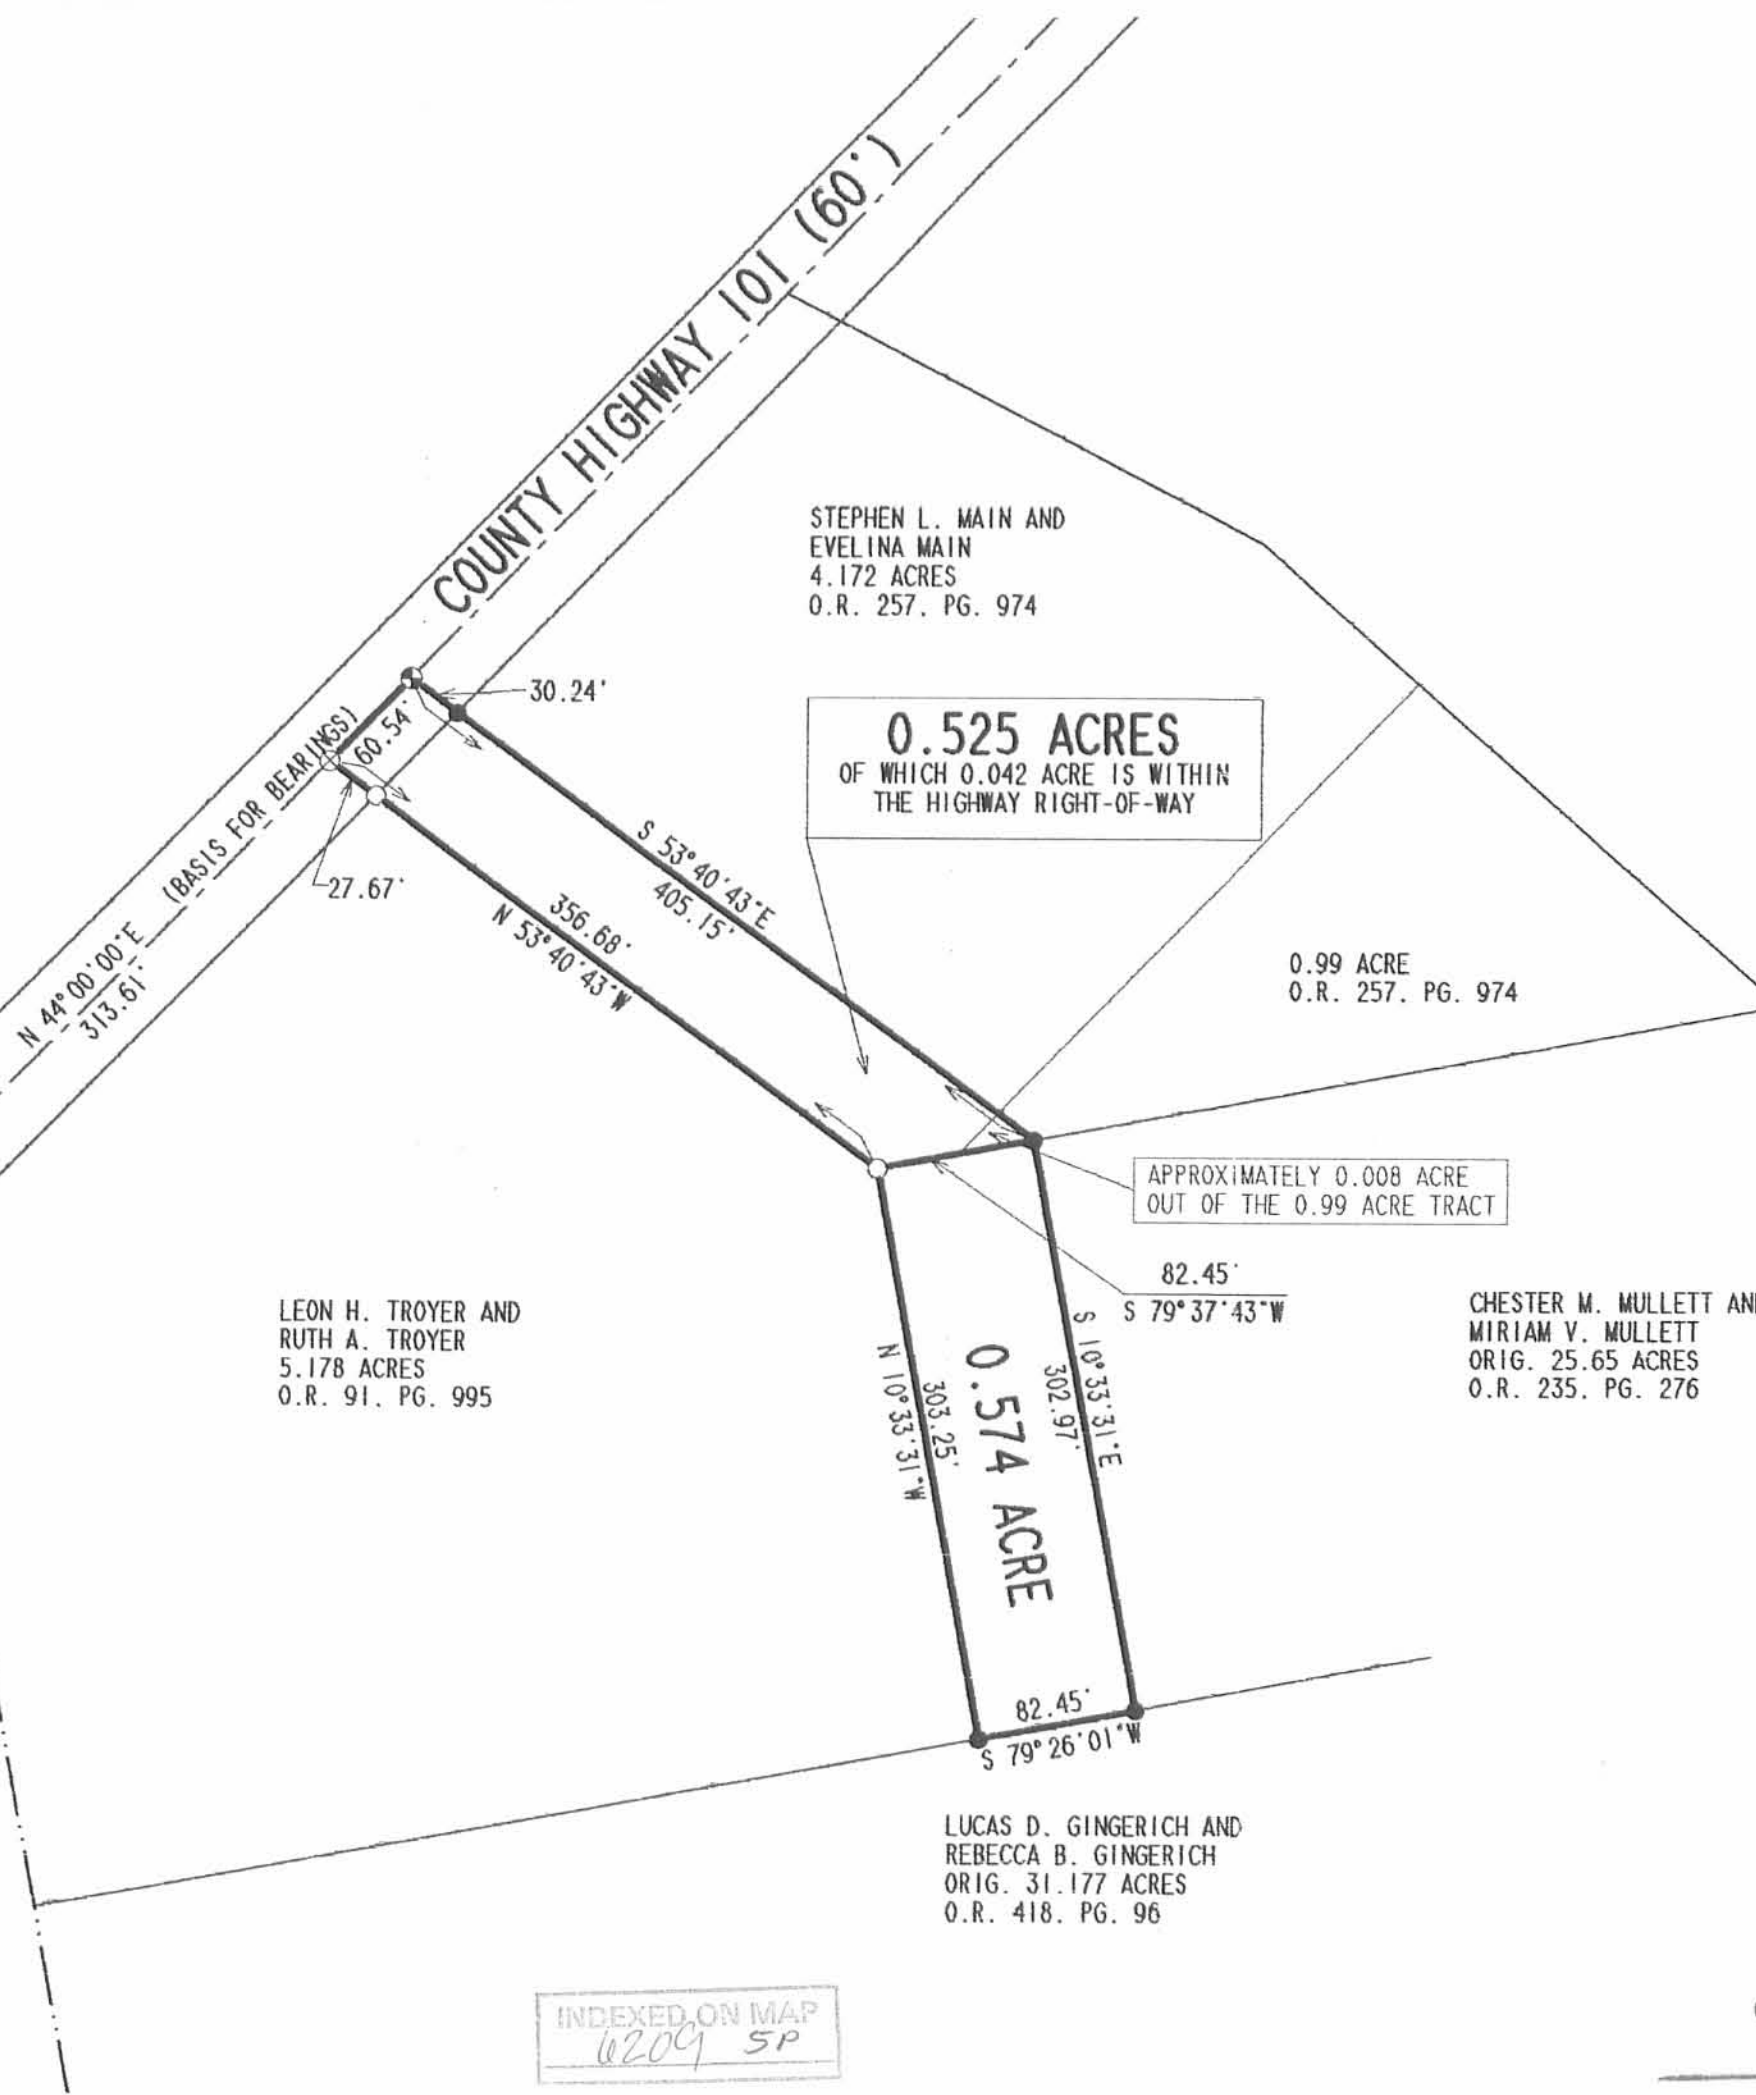 COUNTY HIGHWAY 101 (60')
STEPHEN L. MAIN AND
EVELINA MAIN
4.172 ACRES
O.R. 257. PG. 974
30.24'
60.54'
0.525 ACRES
OF WHICH 0.042 ACRE IS WITHIN
THE HIGHWAY RIGHT-OF-WAY
N 44°00'00"E (BASIS FOR BEARINGS)
313.61'
27.67'
S 53°40'43"E
405.15'
356.68'
N 53°40'43"W
0.99 ACRE
O.R. 257. PG. 974
APPROXIMATELY 0.008 ACRE
OUT OF THE 0.99 ACRE TRACT
82.45'
S 79°37'43"W
LEON H. TROYER AND
RUTH A. TROYER
5.178 ACRES
O.R. 91. PG. 995
N 10°33'31"W
303.25'
0.574 ACRE
302.97'
S 10°33'31"E
CHESTER M. MULLETT AN
MIRIAM V. MULLETT
ORIG. 25.65 ACRES
O.R. 235. PG. 276
82.45'
S 79°26'01"W
LUCAS D. GINGERICH AND
REBECCA B. GINGERICH
ORIG. 31.177 ACRES
O.R. 418. PG. 96
INDEXED ON MAP
6209 SP